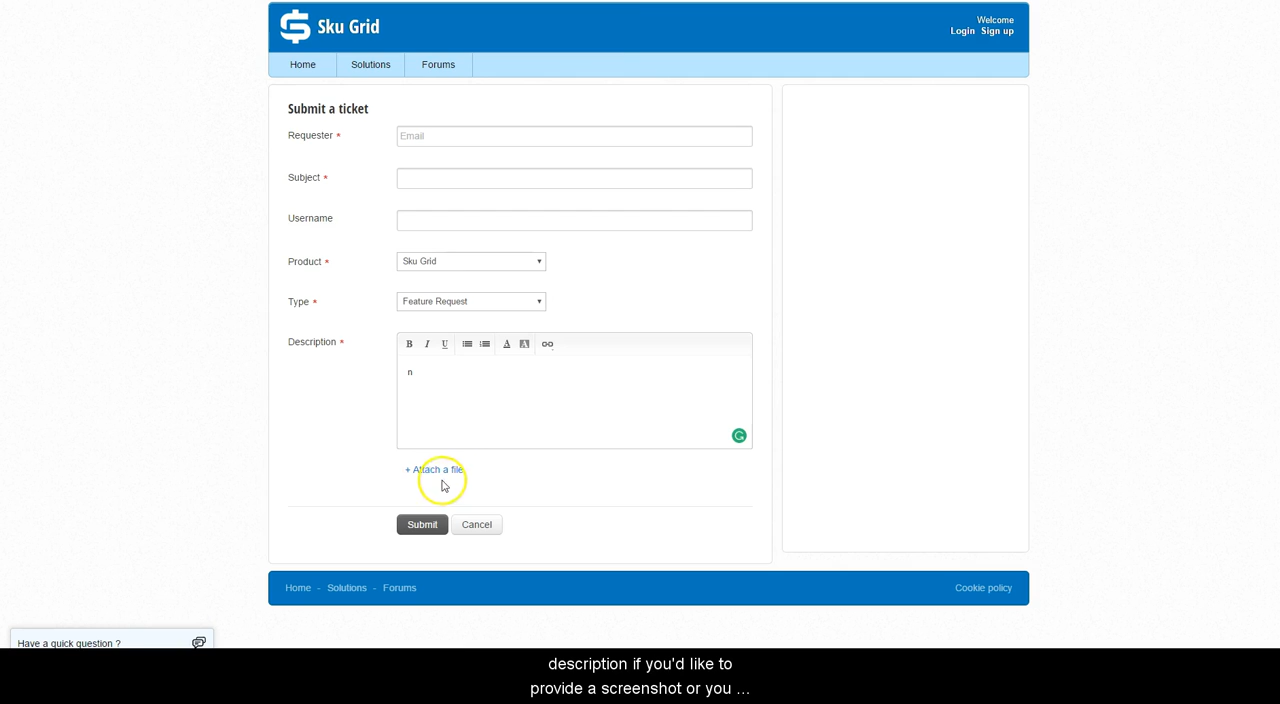 Sku Grid
Welcome
Login Sign up
Home Solutions Forums
Submit a ticket
Requester *
Email
Subject *
Username
Product *
Sku Grid
Type *
Feature Request
Description *
B I U A A
n
+ Attach a file
Submit Cancel
Home - Solutions - Forums
Cookie policy
Have a quick question ?
description if you'd like to
provide a screenshot or you ...